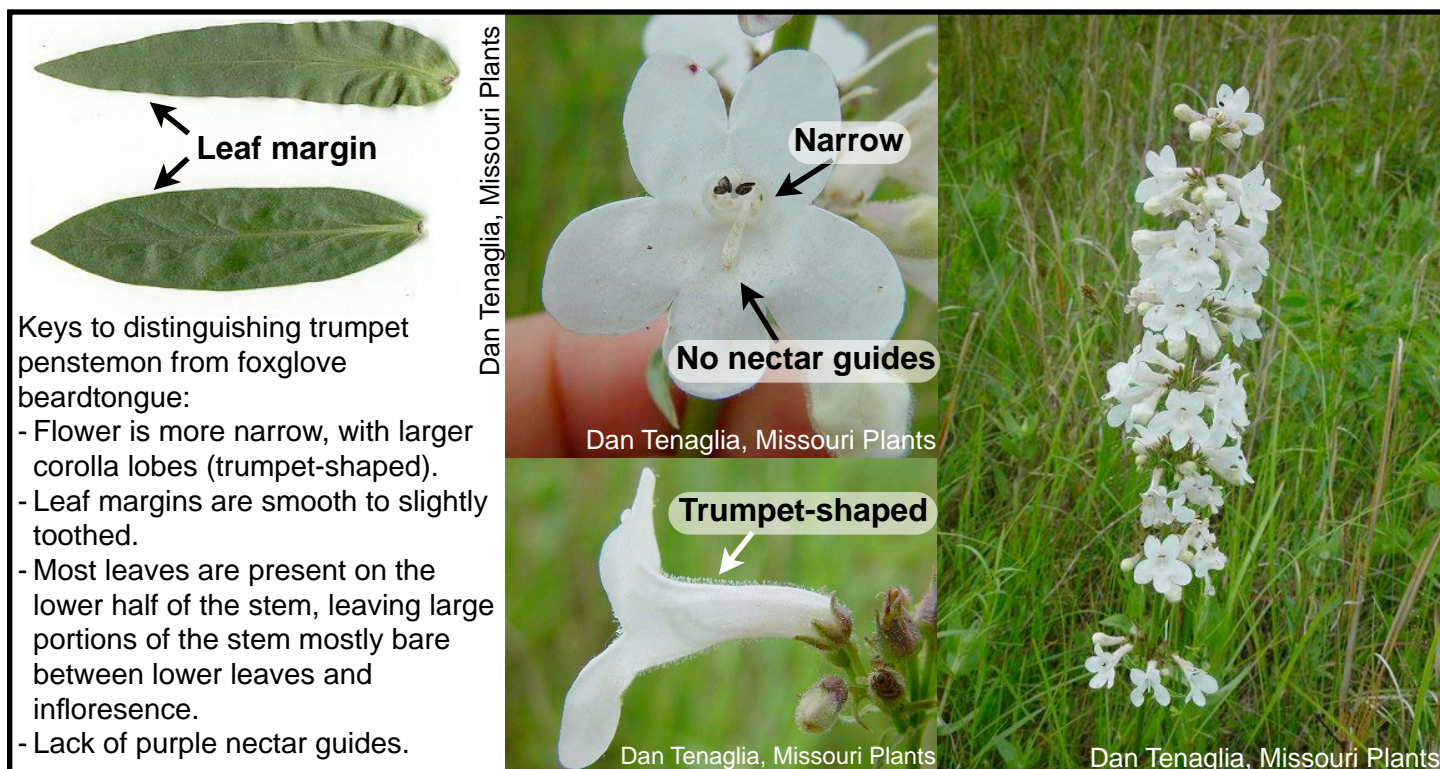 Leaf margin
Dan Tenaglia, Missouri Plants
Keys to distinguishing trumpet
penstemon from foxglove
beardtongue:
- Flower is more narrow, with larger
corolla lobes (trumpet-shaped).
- Leaf margins are smooth to slightly
toothed.
- Most leaves are present on the
lower half of the stem, leaving large
portions of the stem mostly bare
between lower leaves and
infloresence.
- Lack of purple nectar guides.
Narrow
No nectar guides
Dan Tenaglia, Missouri Plants
Trumpet-shaped
Dan Tenaglia, Missouri Plants
Dan Tenaglia, Missouri Plants